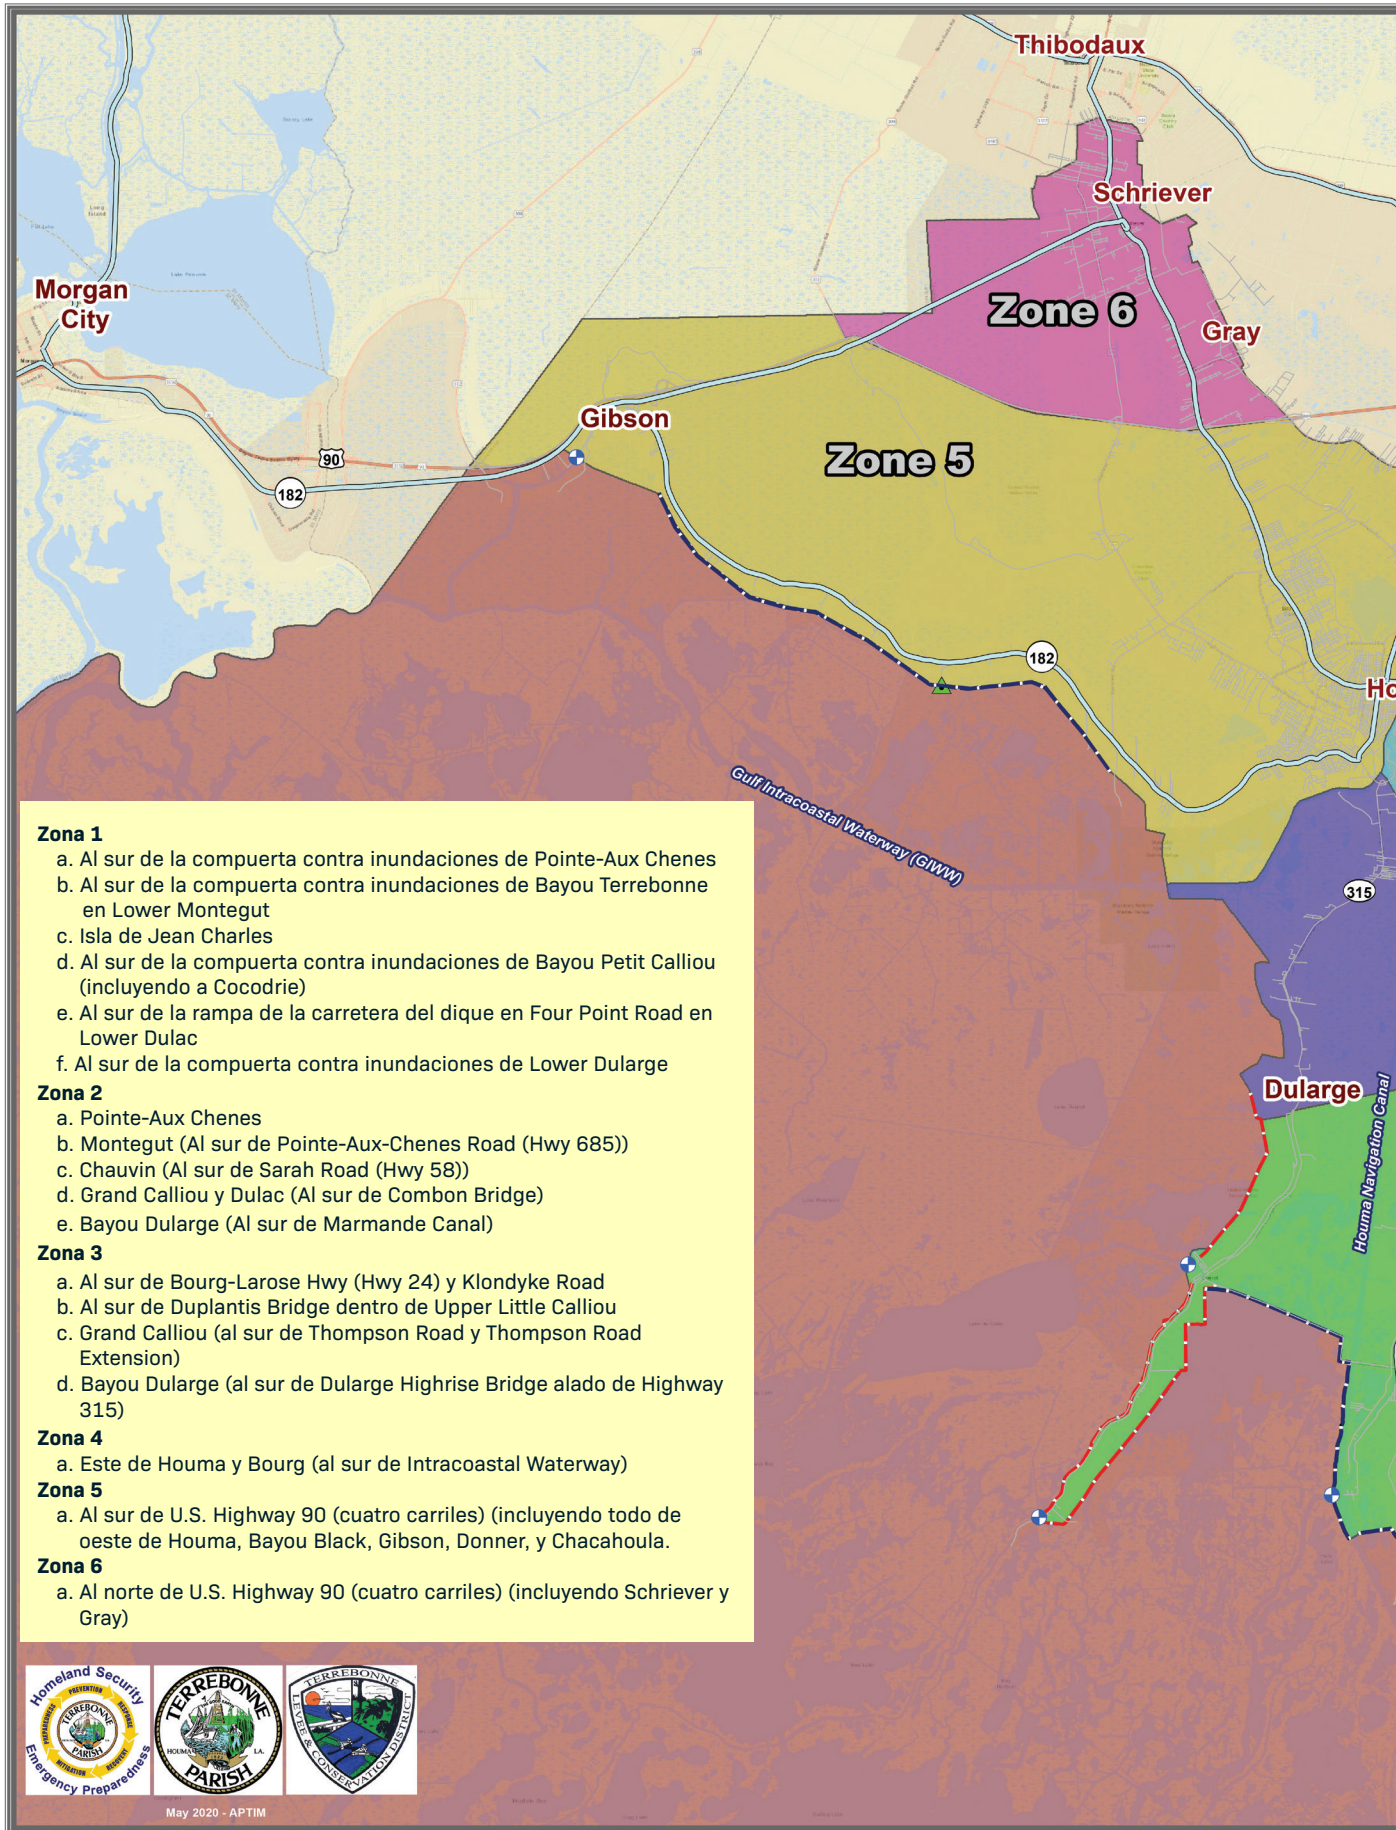 Thibodaux
Schriever
Morgan
City
Zone 6
Gray
Gibson
Zone 5
90
182
182
Ho
Gulf Intracoastal Waterway (GIWW)
315
Dularge
Houma Navigation Canal
Zona 1
a. Al sur de la compuerta contra inundaciones de Pointe-Aux Chenes
b. Al sur de la compuerta contra inundaciones de Bayou Terrebonne
en Lower Montegut
c. Isla de Jean Charles
d. Al sur de la compuerta contra inundaciones de Bayou Petit Calliou
(incluyendo a Cocodrie)
e. Al sur de la rampa de la carretera del dique en Four Point Road en
Lower Dulac
f. Al sur de la compuerta contra inundaciones de Lower Dularge
Zona 2
a. Pointe-Aux Chenes
b. Montegut (Al sur de Pointe-Aux-Chenes Road (Hwy 685))
c. Chauvin (Al sur de Sarah Road (Hwy 58))
d. Grand Calliou y Dulac (Al sur de Combon Bridge)
e. Bayou Dularge (Al sur de Marmande Canal)
Zona 3
a. Al sur de Bourg-Larose Hwy (Hwy 24) y Klondyke Road
b. Al sur de Duplantis Bridge dentro de Upper Little Calliou
c. Grand Calliou (al sur de Thompson Road y Thompson Road
Extension)
d. Bayou Dularge (al sur de Dularge Highrise Bridge alado de Highway
315)
Zona 4
a. Este de Houma y Bourg (al sur de Intracoastal Waterway)
Zona 5
a. Al sur de U.S. Highway 90 (cuatro carriles) (incluyendo todo de
oeste de Houma, Bayou Black, Gibson, Donner, y Chacahoula.
Zona 6
a. Al norte de U.S. Highway 90 (cuatro carriles) (incluyendo Schriever y
Gray)
Homeland Security
PREVENTION
RESPONSE
RECOVERY
MITIGATION
PREPAREDNESS
TERREBONNE
PARISH
Emergency Preparedness
TERREBONNE
HOUMA LA.
PARISH
TERREBONNE
LEVEE & CONSERVATION DISTRICT
May 2020 - APTIM